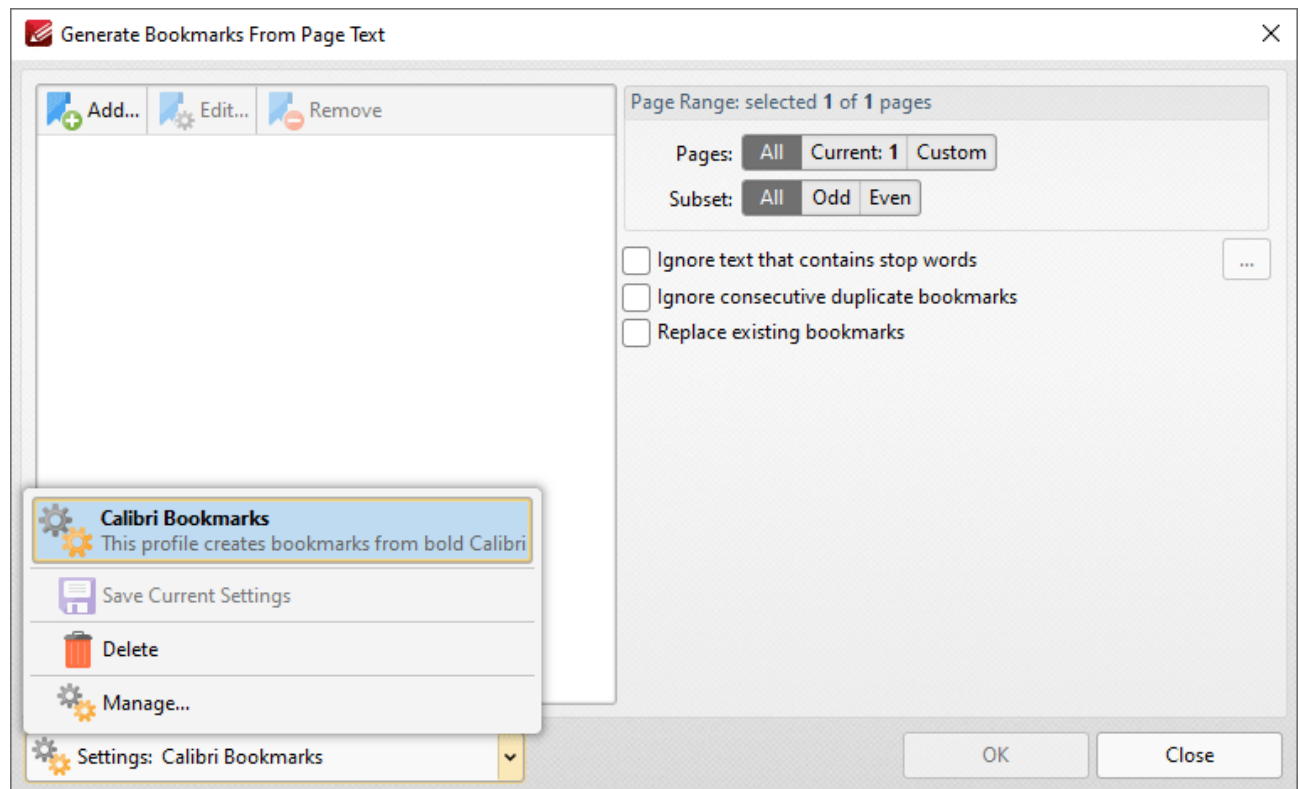 Generate Bookmarks From Page Text
Add... Edit... Remove
Page Range: selected 1 of 1 pages
Pages: All Current: 1 Custom
Subset: All Odd Even
Ignore text that contains stop words ...
Ignore consecutive duplicate bookmarks
Replace existing bookmarks
Calibri Bookmarks
This profile creates bookmarks from bold Calibri
Save Current Settings
Delete
Manage...
Settings: Calibri Bookmarks
OK Close